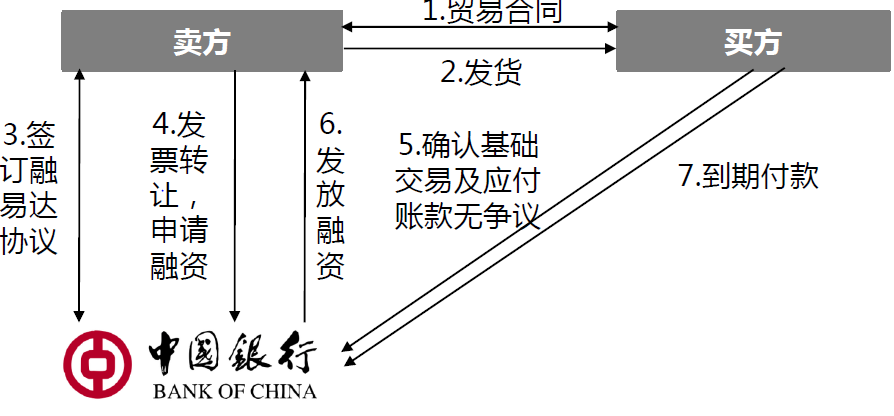 1.贸易合同
卖方
买方
2.发货
3.签
订融
易达
协议
4.发
票转
让，
申请
融资
6.
发
放
融
资
5.确认基础
交易及应付
账款无争议
7.到期付款
中國銀行
BANK OF CHINA